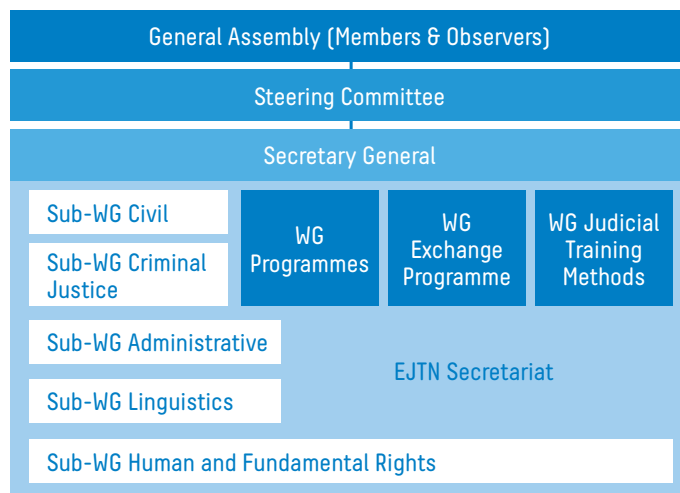 General Assembly (Members & Observers)
Steering Committee
Secretary General
Sub-WG Civil
Sub-WG Criminal
Justice
WG
Programmes
WG
Exchange
Programme
WG Judicial
Training
Methods
Sub-WG Administrative
EJTN Secretariat
Sub-WG Linguistics
Sub-WG Human and Fundamental Rights